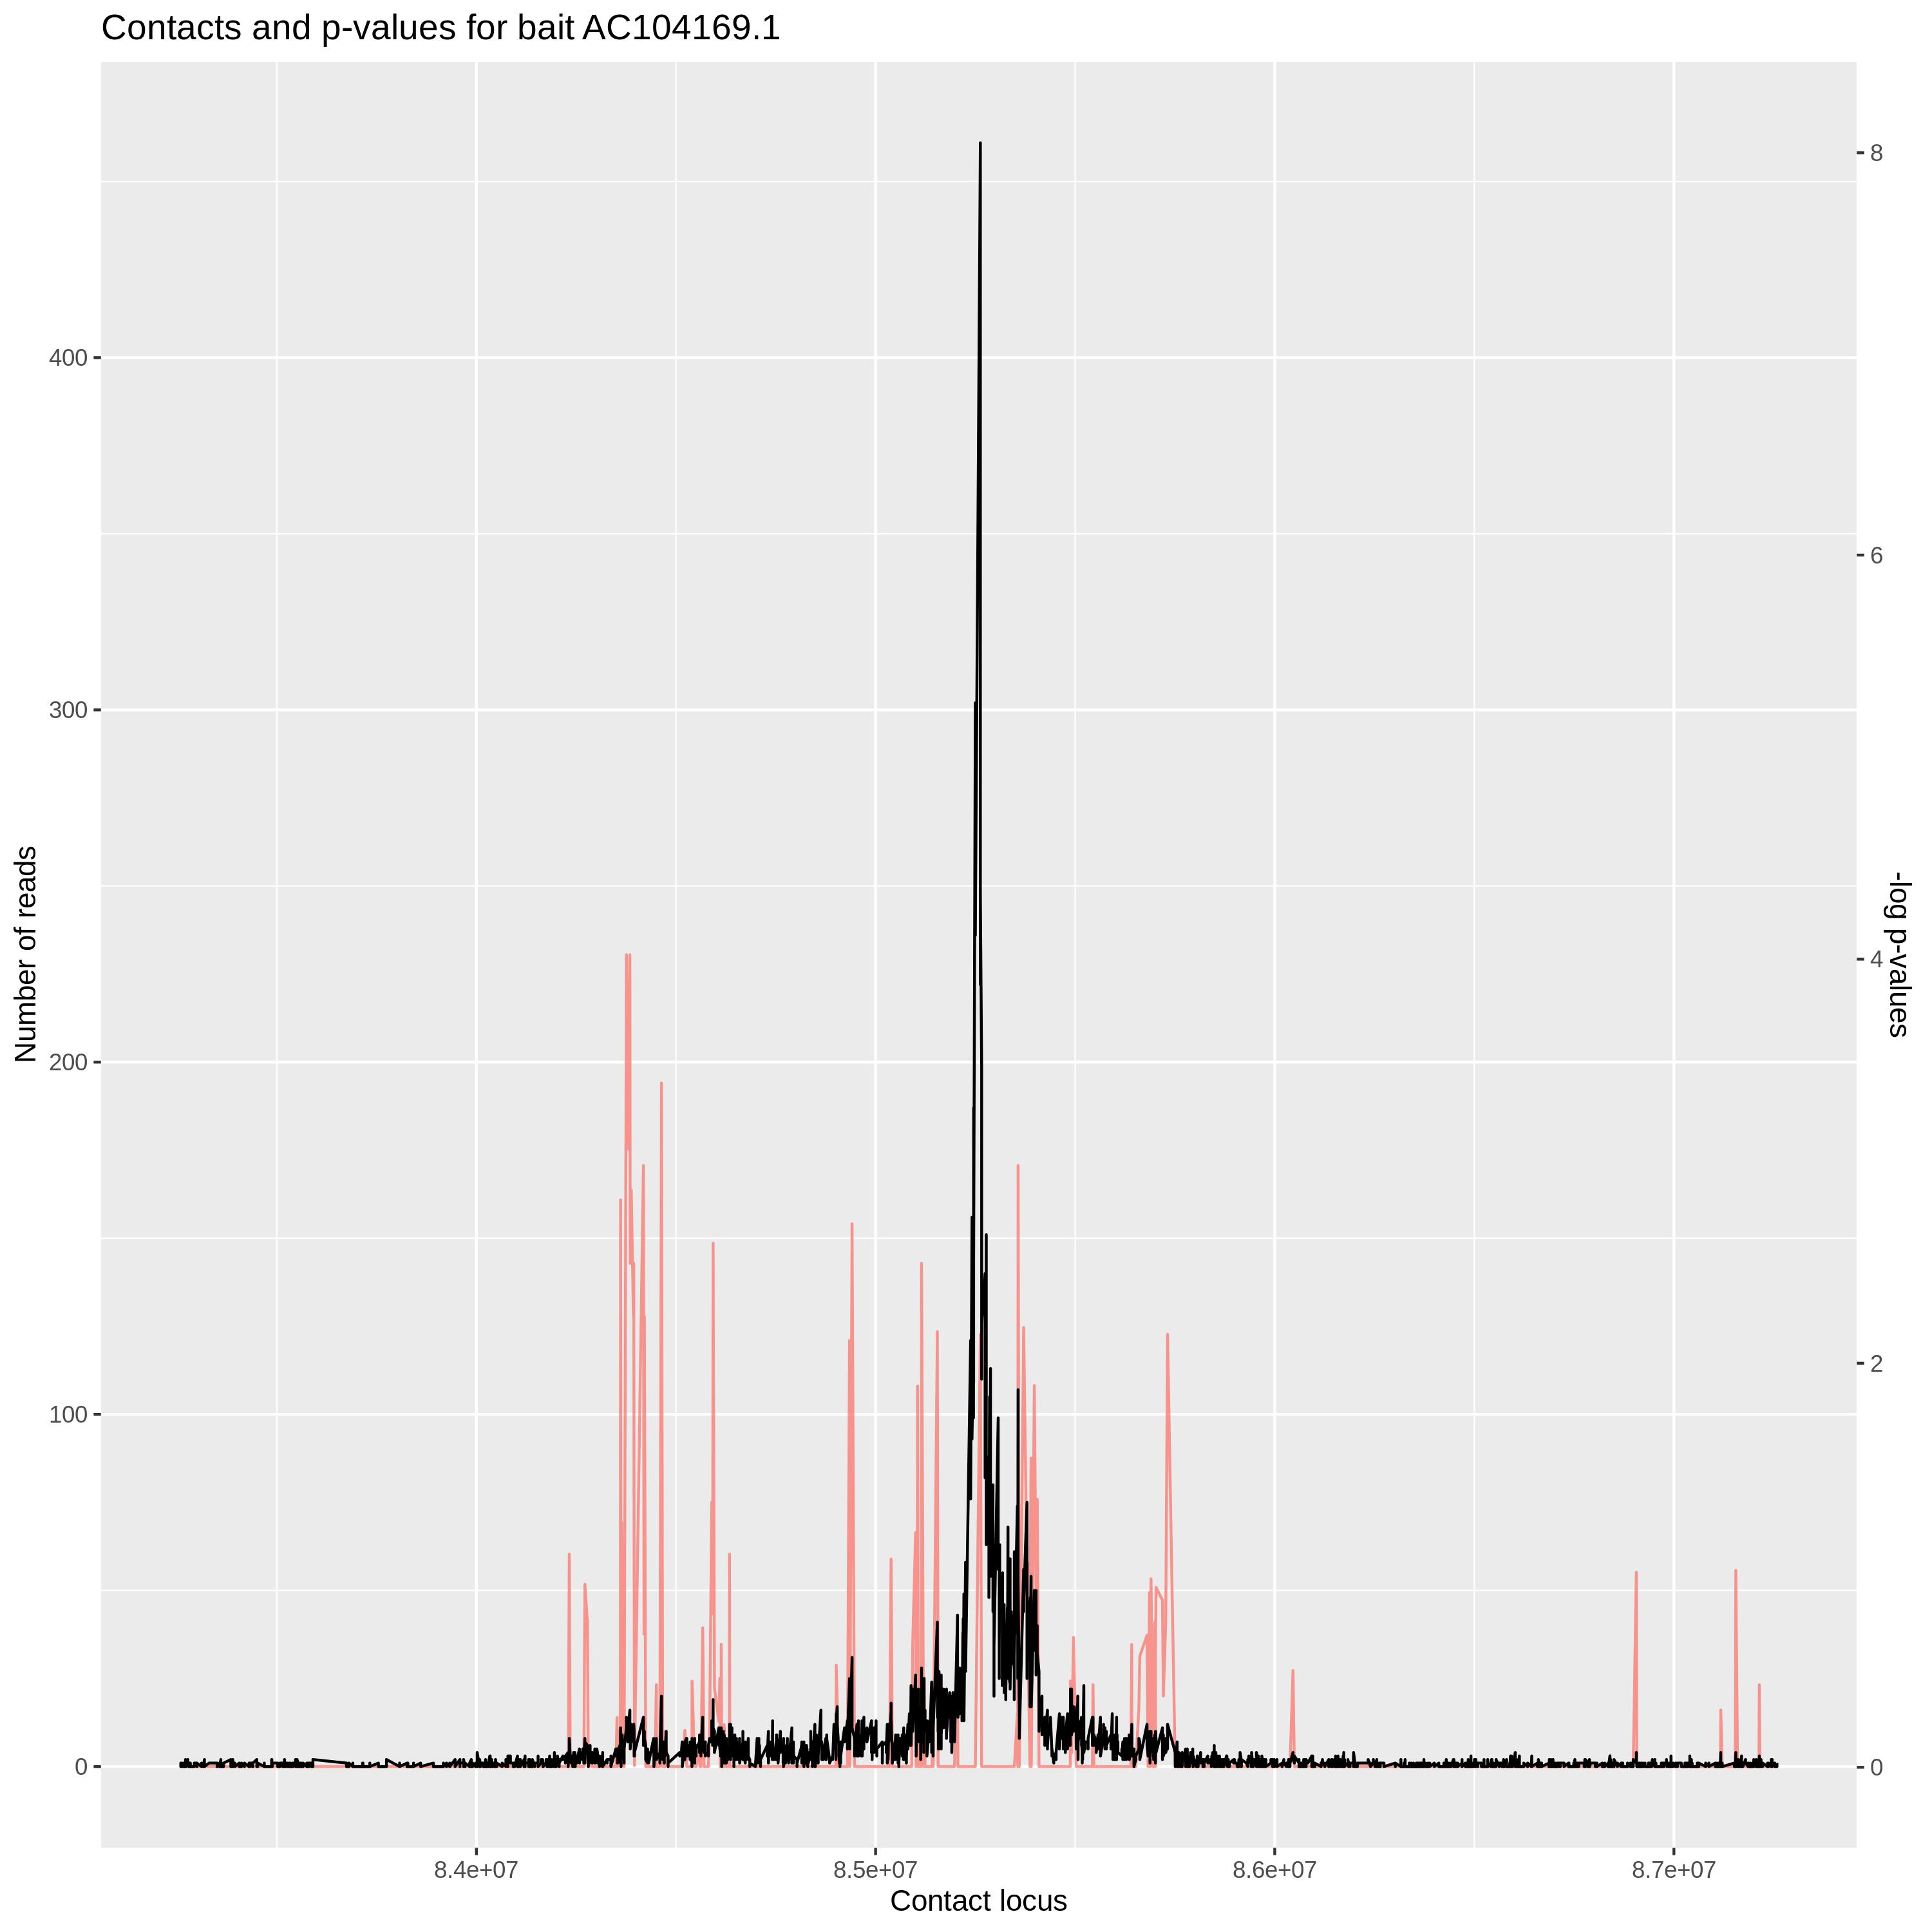 Contacts and p-values for bait AC104169.1
Number of reads
400
300
200
100
0
8
6
4
2
0
-log p-values
8.4e+07 8.5e+07 8.6e+07 8.7e+07
Contact locus